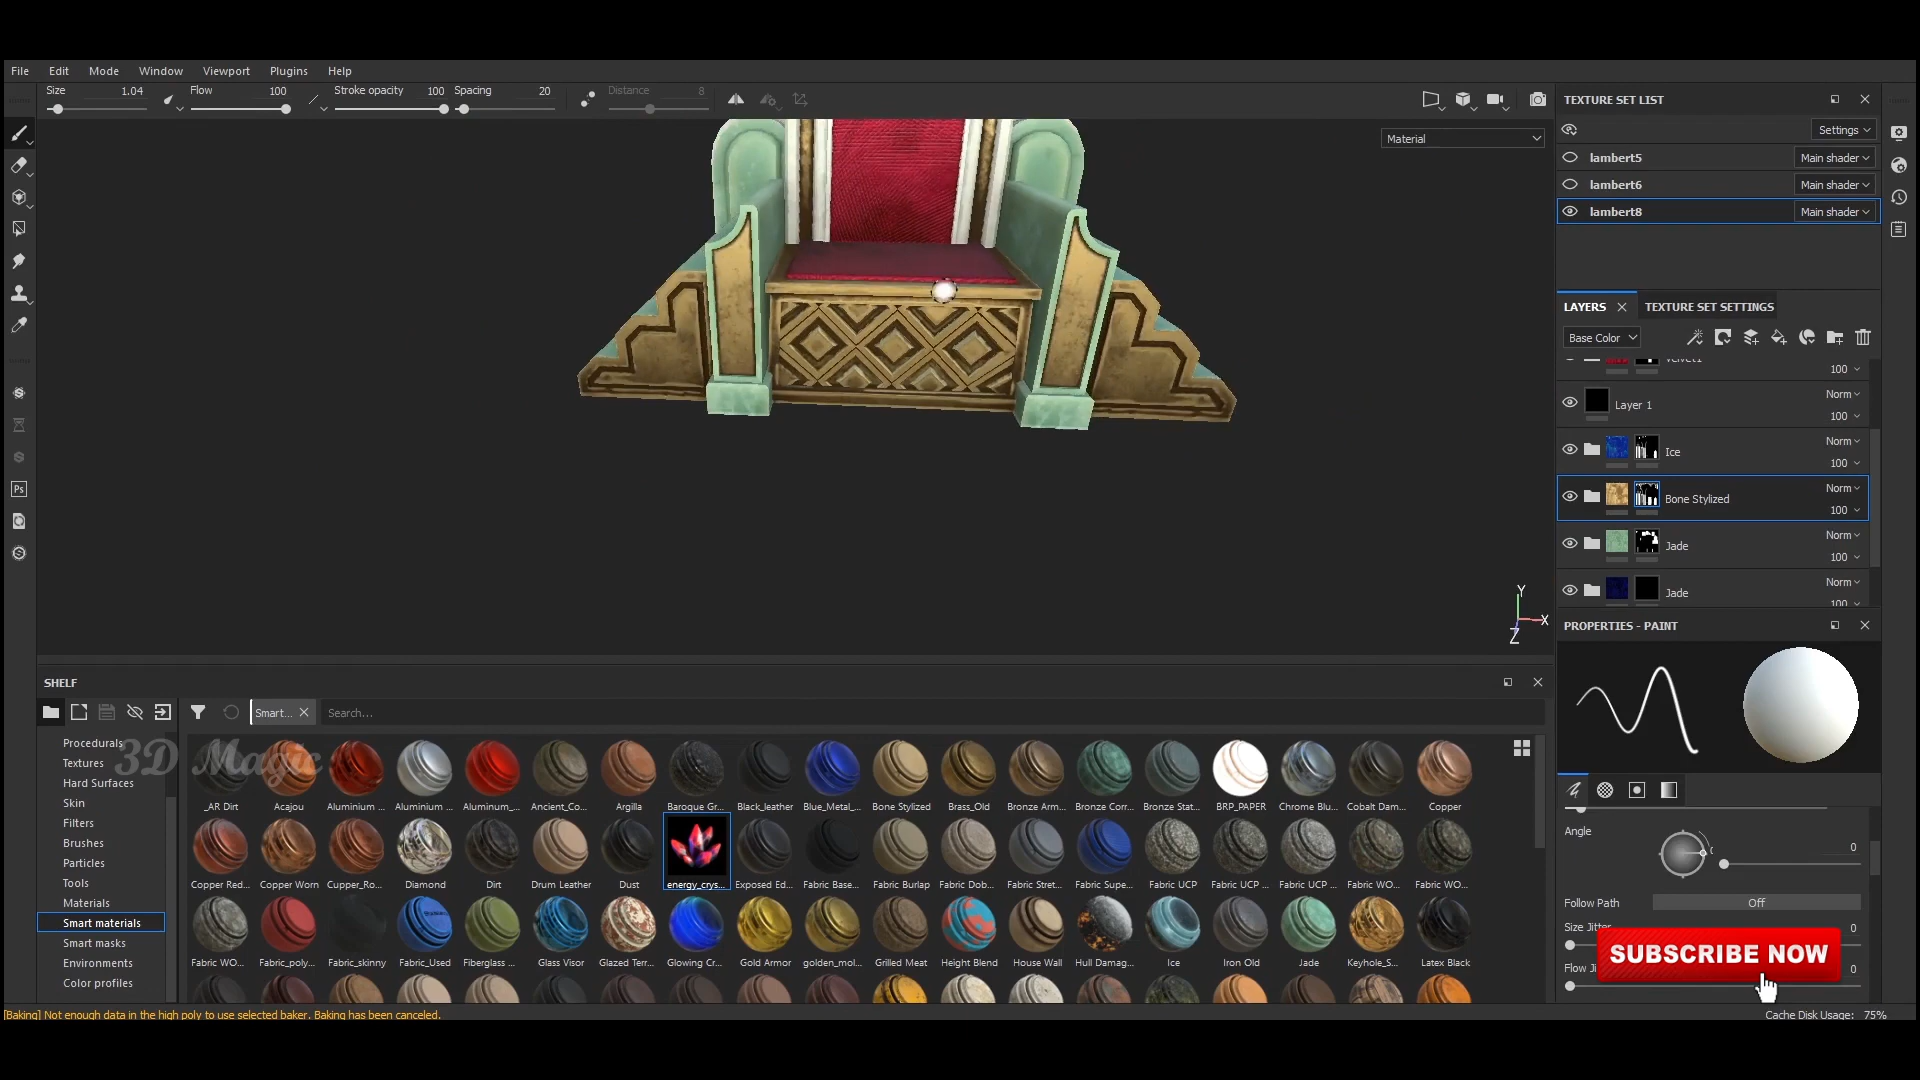 File Edit Mode Window Viewport Plugins Help
Size 1.04 Flow 100 Stroke opacity 100 Spacing 20 Distance 8
Material
TEXTURE SET LIST
Settings
lambert5 Main shader
lambert6 Main shader
lambert8 Main shader
LAYERS TEXTURE SET SETTINGS
Base Color
100
Layer 1 Norm
100
Ice Norm
100
Bone Stylized Norm
100
Jade Norm
100
Jade Norm
100
Y
X
Z
PROPERTIES - PAINT
Angle 0
Follow Path Off
Size Jitter 0
Flow Ji 0
SUBSCRIBE NOW
SHELF
Smart... Search...
Procedurals
Textures
Hard Surfaces
Skin
Filters
Brushes
Particles
Tools
Materials
Smart materials
Smart masks
Environments
Color profiles
3D Magic
Ps
_AR Dirt Acajou Aluminium ... Aluminium ... Aluminum_... Ancient_Co... Argilla Baroque Gr... Black_leather Blue_Metal_... Bone Stylized Brass_Old Bronze Arm... Bronze Corr... Bronze Stat... BRP_PAPER Chrome Blu... Cobalt Dam... Copper
Copper Red... Copper Worn Cupper_Ro... Diamond Dirt Drum Leather Dust energy_crys... Exposed Ed... Fabric Base... Fabric Burlap Fabric Dob... Fabric Stret... Fabric Supe... Fabric UCP Fabric UCP ... Fabric UCP ... Fabric WO... Fabric WO...
Fabric WO... Fabric_poly... Fabric_skinny Fabric_Used Fiberglass ... Glass Visor Glazed Terr... Glowing Cr... Gold Armor golden_mol... Grilled Meat Height Blend House Wall Hull Damag... Ice Iron Old Jade Keyhole_S... Latex Black
[Baking] Not enough data in the high poly to use selected baker. Baking has been canceled.
Cache Disk Usage: 75%